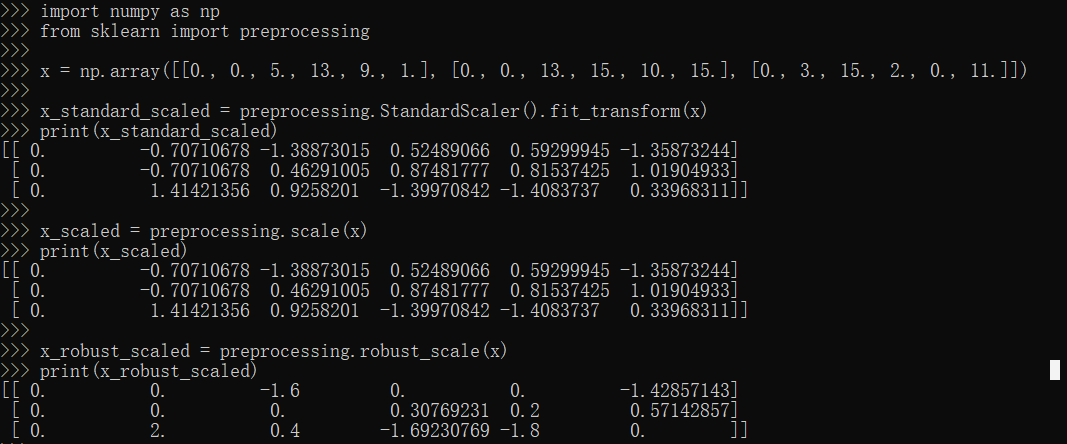 >>> import numpy as np
>>> from sklearn import preprocessing
>>>
>>> x = np.array([[0., 0., 5., 13., 9., 1.], [0., 0., 13., 15., 10., 15.], [0., 3., 15., 2., 0., 11.]])
>>>
>>> x_standard_scaled = preprocessing.StandardScaler().fit_transform(x)
>>> print(x_standard_scaled)
[[ 0.         -0.70710678 -1.38873015  0.52489066  0.59299945 -1.35873244]
 [ 0.         -0.70710678  0.46291005  0.87481777  0.81537425  1.01904933]
 [ 0.          1.41421356  0.9258201  -1.39970842 -1.4083737   0.33968311]]
>>>
>>> x_scaled = preprocessing.scale(x)
>>> print(x_scaled)
[[ 0.         -0.70710678 -1.38873015  0.52489066  0.59299945 -1.35873244]
 [ 0.         -0.70710678  0.46291005  0.87481777  0.81537425  1.01904933]
 [ 0.          1.41421356  0.9258201  -1.39970842 -1.4083737   0.33968311]]
>>>
>>> x_robust_scaled = preprocessing.robust_scale(x)
>>> print(x_robust_scaled)
[[ 0.          0.         -1.6         0.          0.         -1.42857143]
 [ 0.          0.          0.          0.30769231  0.2         0.57142857]
 [ 0.          2.          0.4        -1.69230769 -1.8         0.        ]]